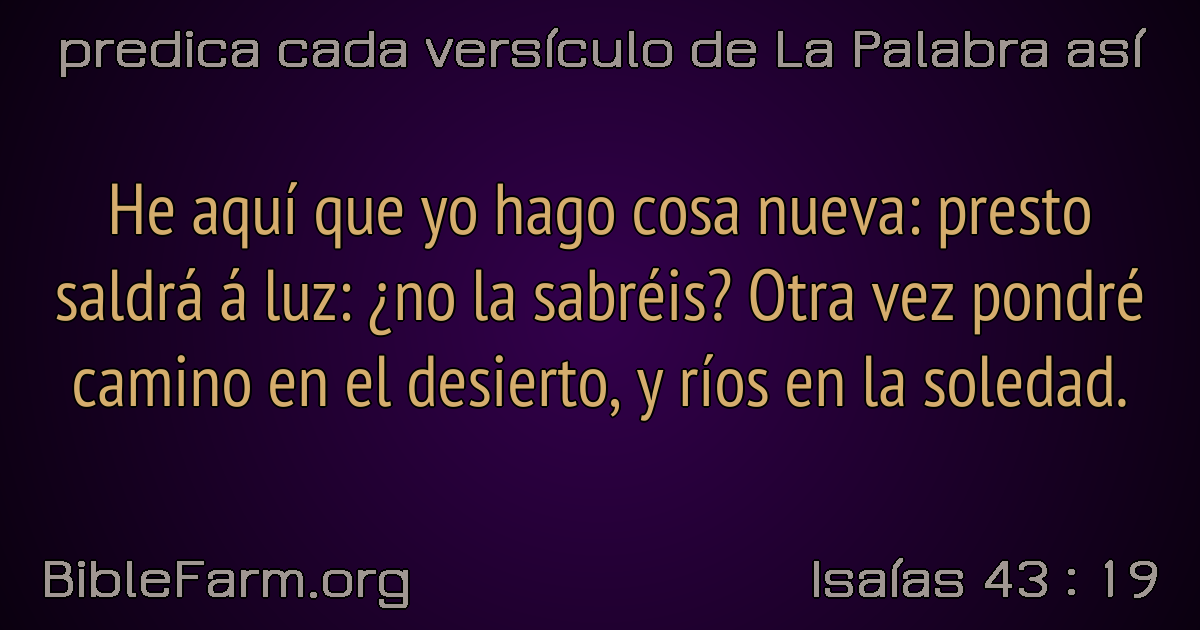 predica cada versículo de La Palabra así
He aquí que yo hago cosa nueva: presto
saldrá á luz: ¿no la sabréis? Otra vez pondré
camino en el desierto, y ríos en la soledad.
BibleFarm.org
Isaías 43 : 19